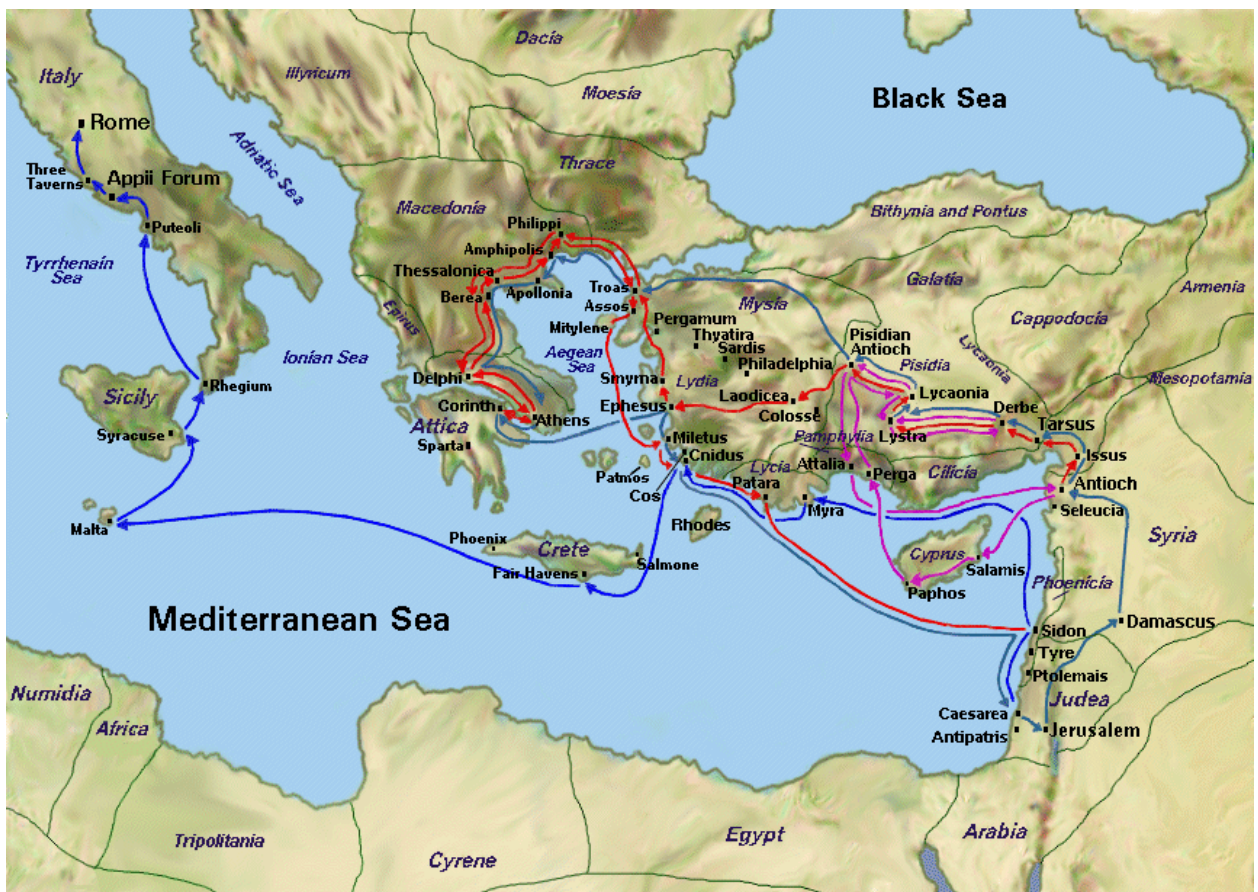 Dacia
Italy
Illyricum
Moesia
Black Sea
Rome
Adriatic Sea
Thrace
Three
Taverns
Appii Forum
Macedonia
Bithynia and Pontus
Philippi
Puteoli
Amphipolis
Tyrrhenain
Sea
Thessalonica
Galatia
Armenia
Berea
Apollonia
Troas
Assos
Mysia
Cappodocia
Epirus
Mitylene
Pergamum
Pisidian
Antioch
Lycaonia
Ionian Sea
Aegean
Sea
Thyatira
Sardis
Philadelphia
Pisidia
Mesopotamia
Delphi
Smyrna
Lydia
Rhegium
Sicily
Laodicea
Lycaonia
Corinth
Ephesus
Colosse
Derbe
Athens
Attica
Tarsus
Syracuse
Sparta
Miletus
Lystra
Pamphylia
Cnidus
Issus
Patmos
Lycia
Attalia
Perga
Cilicia
Cos
Patara
Antioch
Malta
Rhodes
Myra
Seleucia
Phoenix
Crete
Salmone
Cyprus
Syria
Fair Havens
Salamis
Phoenicia
Paphos
Mediterranean Sea
Damascus
Sidon
Tyre
Ptolemais
Numidia
Judea
Africa
Caesarea
Antipatris
Jerusalem
Tripolitania
Cyrene
Egypt
Arabia